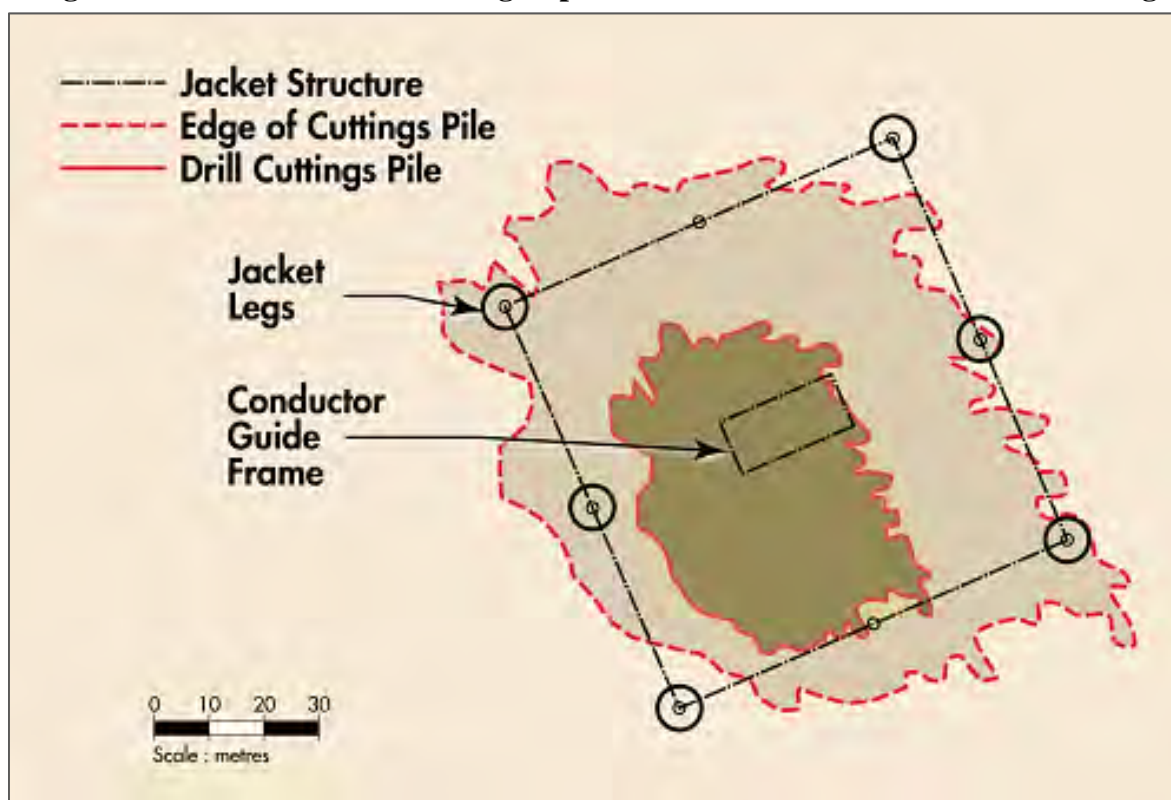 Jacket Structure
Edge of Cuttings Pile
Drill Cuttings Pile
Jacket
Legs
Conductor
Guide
Frame
0 10 20 30
Scale : metres